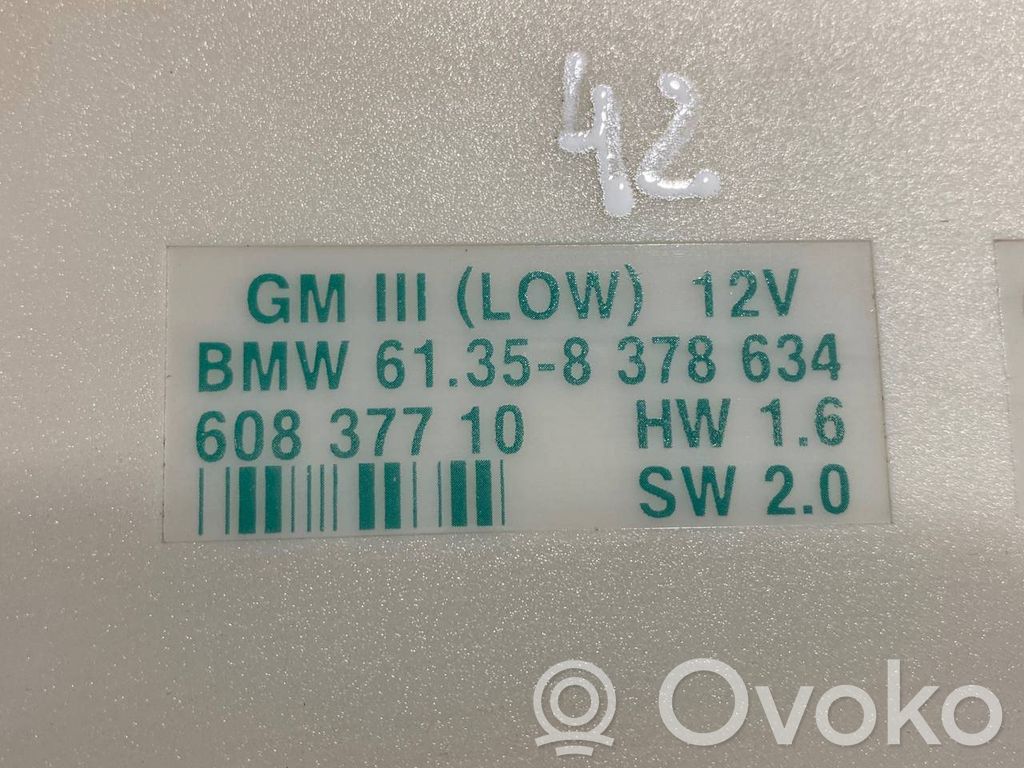 42
GM III (LOW) 12V
BMW 61.35-8 378 634
608 377 10 HW 1.6
SW 2.0
Ovoko